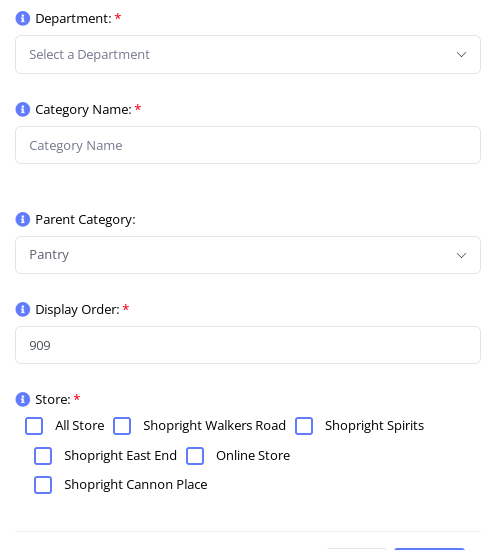 Department: *
Select a Department
Category Name: *
Category Name
Parent Category:
Pantry
Display Order: *
909
Store: *
All Store Shopright Walkers Road Shopright Spirits
Shopright East End Online Store
Shopright Cannon Place